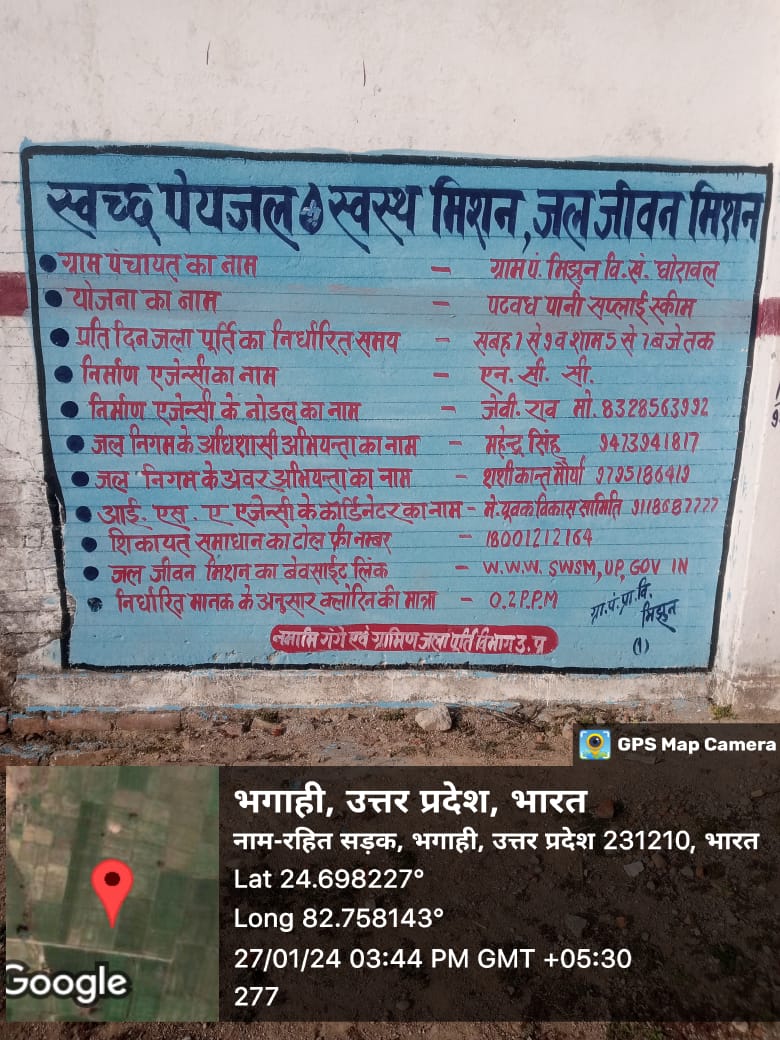 स्वच्छ पेयजल स्वस्थ मिशन, जल जीवन मिशन
ग्राम पंचायत का नाम – ग्राम पं. मिझुन वि.खं. घोरावल
योजना का नाम – पटवध पानी सप्लाई स्कीम
प्रति दिन जला पूर्ति का निर्धारित समय – सबह 7 से 9 व शाम 5 से 7 बजे तक
निर्माण एजेन्सी का नाम – एन. सी. सी.
निर्माण एजेन्सी के नोडल का नाम – जेवी. राव मो. 8328563992
जल निगम के अधिशासी अभियन्ता का नाम – महेन्द्र सिंह 9473941817
जल निगम के अवर अभियन्ता का नाम – शशीकान्त मौर्या 9795186419
आई. एस. ए एजेन्सी के कॉर्डिनेटर का नाम – मे. युवक विकास समिति 9118687777
शिकायत समाधान का टोल फ्री नम्बर – 18001212164
जल जीवन मिशन का बेवसाईट लिंक – W.W.W. SWSM, UP, GOV IN
निर्धारित मानक के अनुसार क्लोरिन की मात्रा – 0.2 P.P.M
ग्रा.पं.प्रा.वि.
मिझुन
(1)
नमामि गंगे एवं ग्रामिण जला पूर्ति विभाग उ.प्र
GPS Map Camera
भगाही, उत्तर प्रदेश, भारत
नाम-रहित सड़क, भगाही, उत्तर प्रदेश 231210, भारत
Lat 24.698227°
Long 82.758143°
27/01/24 03:44 PM GMT +05:30
277
Google